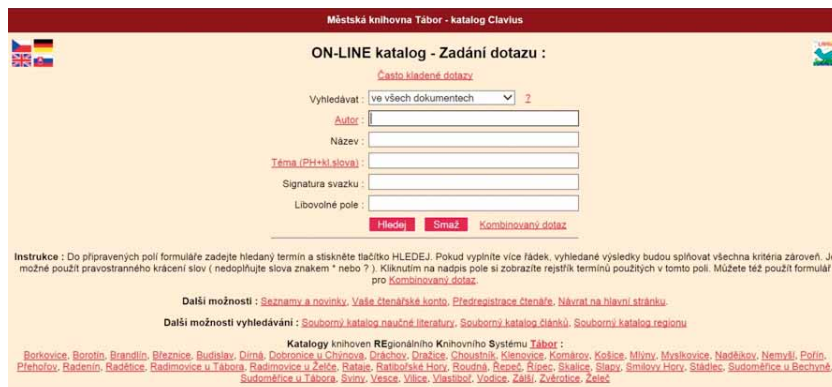 Městská knihovna Tábor - katalog Clavius
ON-LINE katalog - Zadání dotazu :
Často kladené dotazy
Vyhledávat : ve všech dokumentech ?
Autor :
Název :
Téma (PH+kl.slova) :
Signatura svazku :
Libovolné pole :
Hledej Smaž Kombinovaný dotaz
Instrukce : Do připravených polí formuláře zadejte hledaný termín a stiskněte tlačítko HLEDEJ. Pokud vyplníte více řádek, vyhledané výsledky budou splňovat všechna kritéria zároveň. Je
možné použít pravostranného krácení slov ( nedoplňujte slova znakem * nebo ? ). Kliknutím na nadpis pole si zobrazíte rejstřík termínů použitých v tomto poli. Můžete též použít formulář
pro Kombinovaný dotaz.
Další možnosti : Seznamy a novinky, Vaše čtenářské konto, Předregistrace čtenáře, Návrat na hlavní stránku.
Další možnosti vyhledávání : Souborný katalog naučné literatury, Souborný katalog článků, Souborný katalog regionu
Katalogy knihoven REgionálního Knihovního Systému Tábor :
Borkovice, Borotín, Brandlín, Březnice, Budislav, Dírná, Dobronice u Chýnova, Dráchov, Dražice, Choustník, Klenovice, Komárov, Košice, Mlýny, Myslkovice, Nadějkov, Nemyšl, Pořín,
Přehořov, Radenín, Radětice, Radimovice u Tábora, Radimovice u Želče, Rataje, Ratibořské Hory, Roudná, Řepeč, Řípec, Skalice, Slapy, Smilovy Hory, Stádlec, Sudoměřice u Bechyně,
Sudoměřice u Tábora, Sviny, Vesce, Vilice, Vlastiboř, Vodice, Zálší, Zvěrotice, Želeč